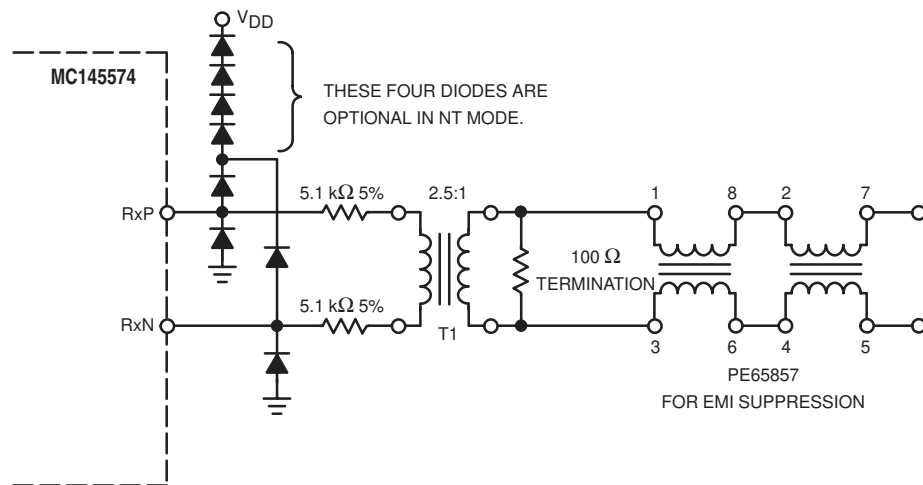 VDD
MC145574
THESE FOUR DIODES ARE
OPTIONAL IN NT MODE.
5.1 kΩ 5%
2.5:1
1
8
2
7
RxP
100 Ω
TERMINATION
5.1 kΩ 5%
RxN
T1
3
6
4
5
PE65857
FOR EMI SUPPRESSION